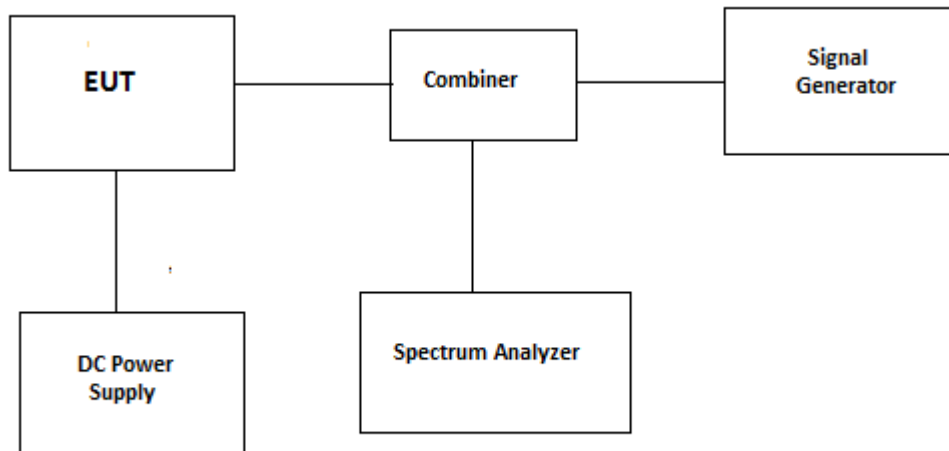 EUT
Combiner
Signal
Generator
DC Power
Supply
Spectrum Analyzer